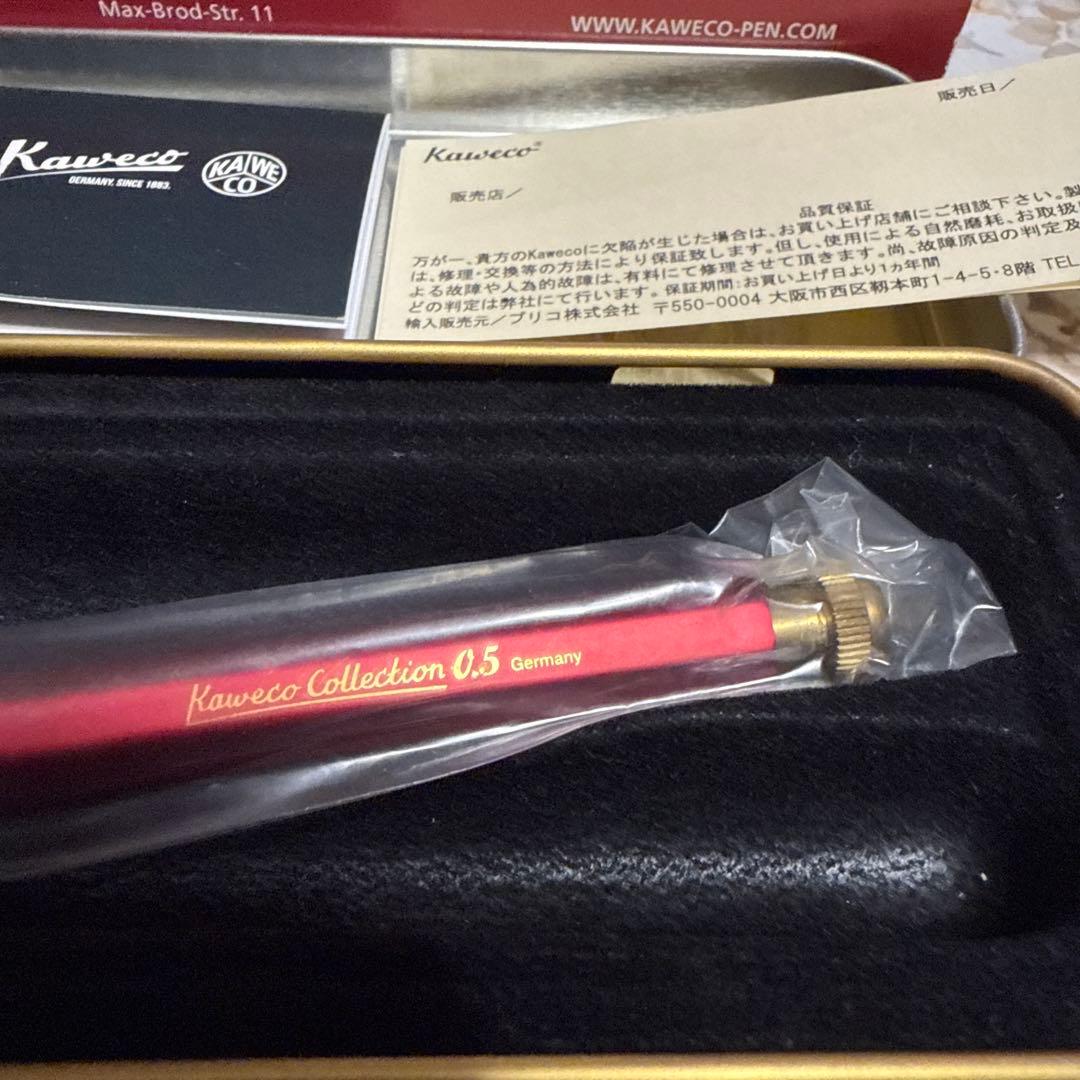 Max-Brod-Str. 11
WWW.KAWECO-PEN.COM
Kaweco
GERMANY, SINCE 1883.
KA WE CO
販売日/
Kaweco
販売店/
品質保証
万が一、貴方のKawecoに欠陥が生じた場合は、お買い上げ店舗にご相談下さい。製
は、修理・交換等の方法により保証致します。但し、使用による自然磨耗、お取扱
よる故障や人為的故障は、有料にて修理させて頂きます。尚、故障原因の判定及
どの判定は弊社にて行います。保証期間:お買い上げ日より1ヵ年間
輸入販売元/プリコ株式会社 〒550-0004 大阪市西区靱本町1-4-5・8階 TEL
Kaweco Collection 0.5 Germany